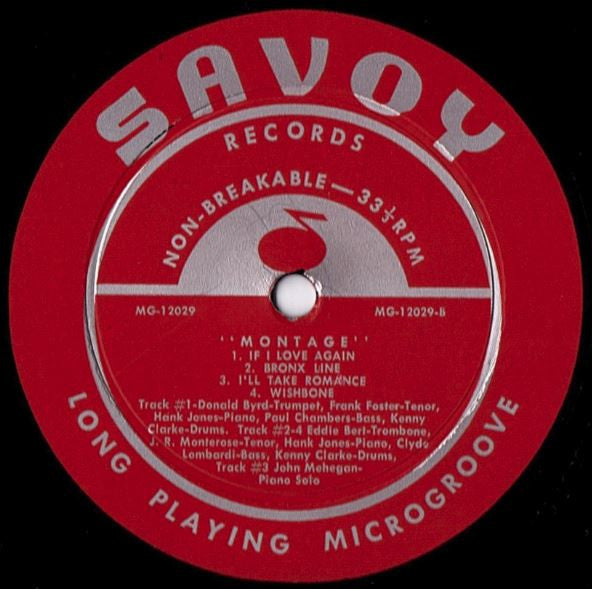 SAVOY
RECORDS
NON-BREAKABLE—33⅓RPM
MG-12029
MG-12029-B
''MONTAGE''
1. IF I LOVE AGAIN
2. BRONX LINE
3. I'LL TAKE ROMANCE
4. WISHBONE
Track #1-Donald Byrd-Trumpet, Frank Foster-Tenor,
Hank Jones-Piano, Paul Chambers-Bass, Kenny
Clarke-Drums. Track #2-4 Eddie Bert-Trombone,
J. R. Monterose-Tenor, Hank Jones-Piano, Clyde
Lombardi-Bass, Kenny Clarke-Drums,
Track #3 John Mehegan-
Piano Solo
LONG PLAYING MICROGROOVE